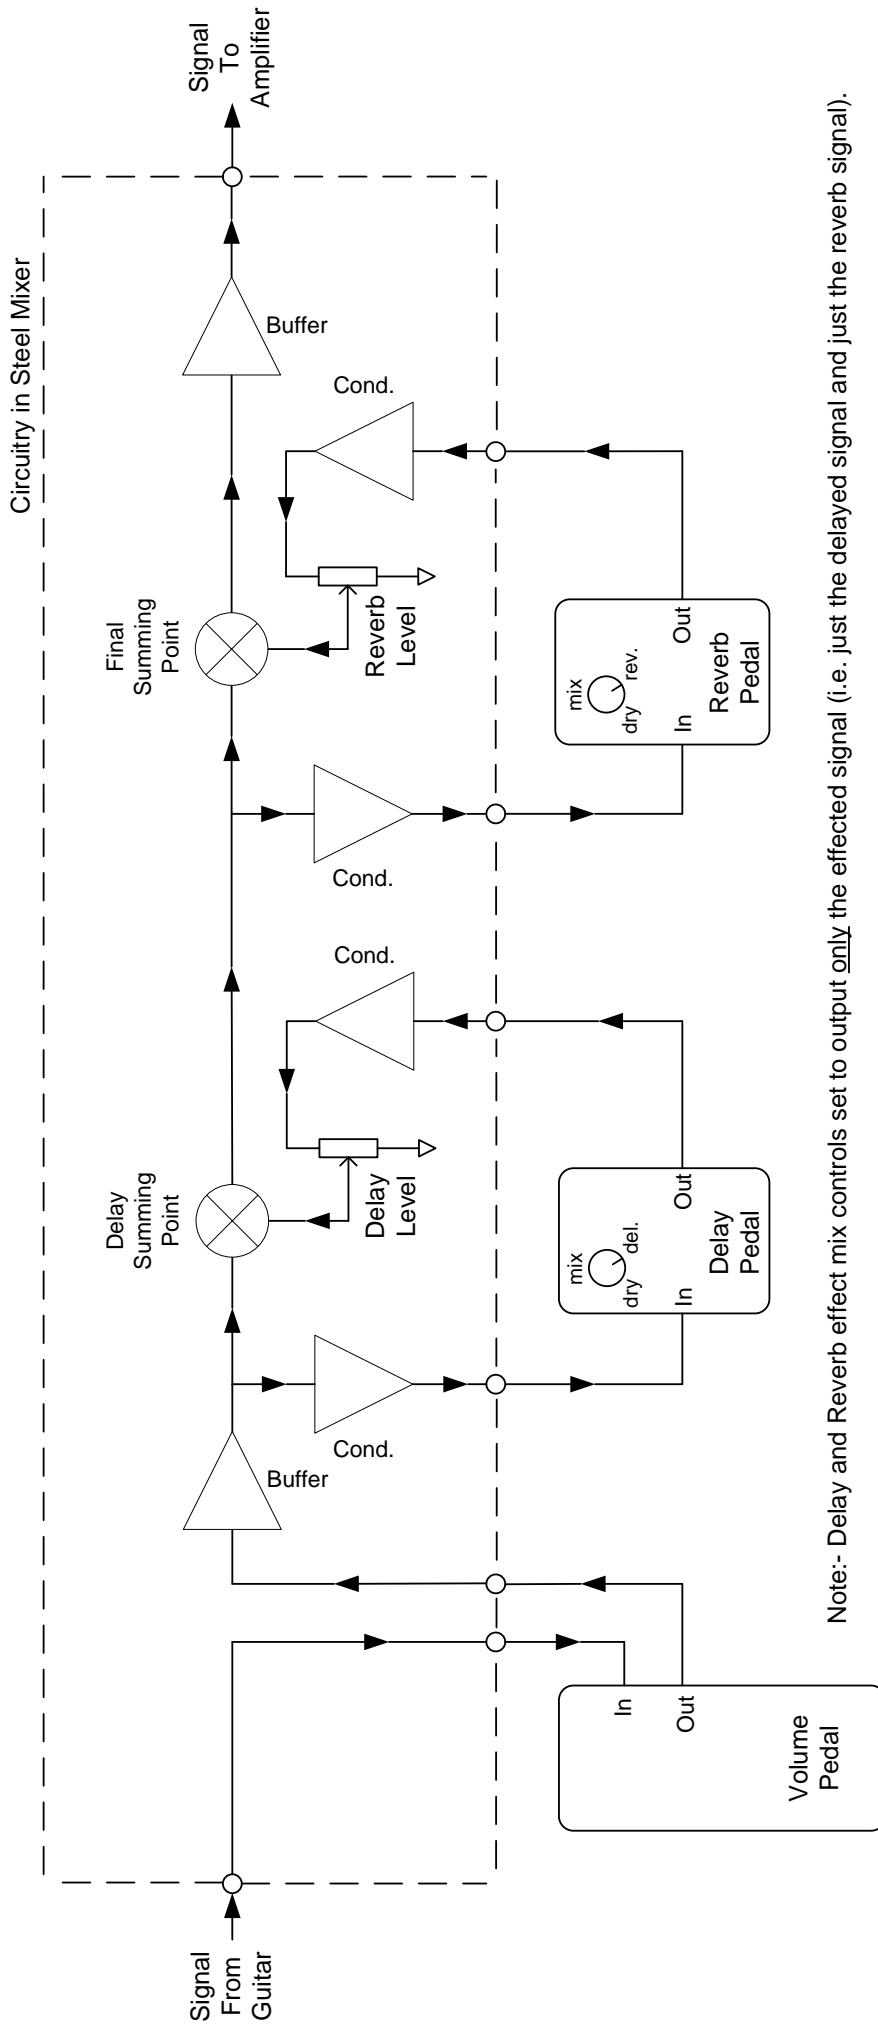 Circuitry in Steel Mixer
Signal
From
Guitar
Buffer
Cond.
Delay
Summing
Point
Delay
Level
Cond.
Cond.
Final
Summing
Point
Reverb
Level
Cond.
Buffer
Signal
To
Amplifier
In
Out
Volume
Pedal
mix
dry
del.
In
Out
Delay
Pedal
mix
dry
rev.
In
Out
Reverb
Pedal
Note:- Delay and Reverb effect mix controls set to output only the effected signal (i.e. just the delayed signal and just the reverb signal).